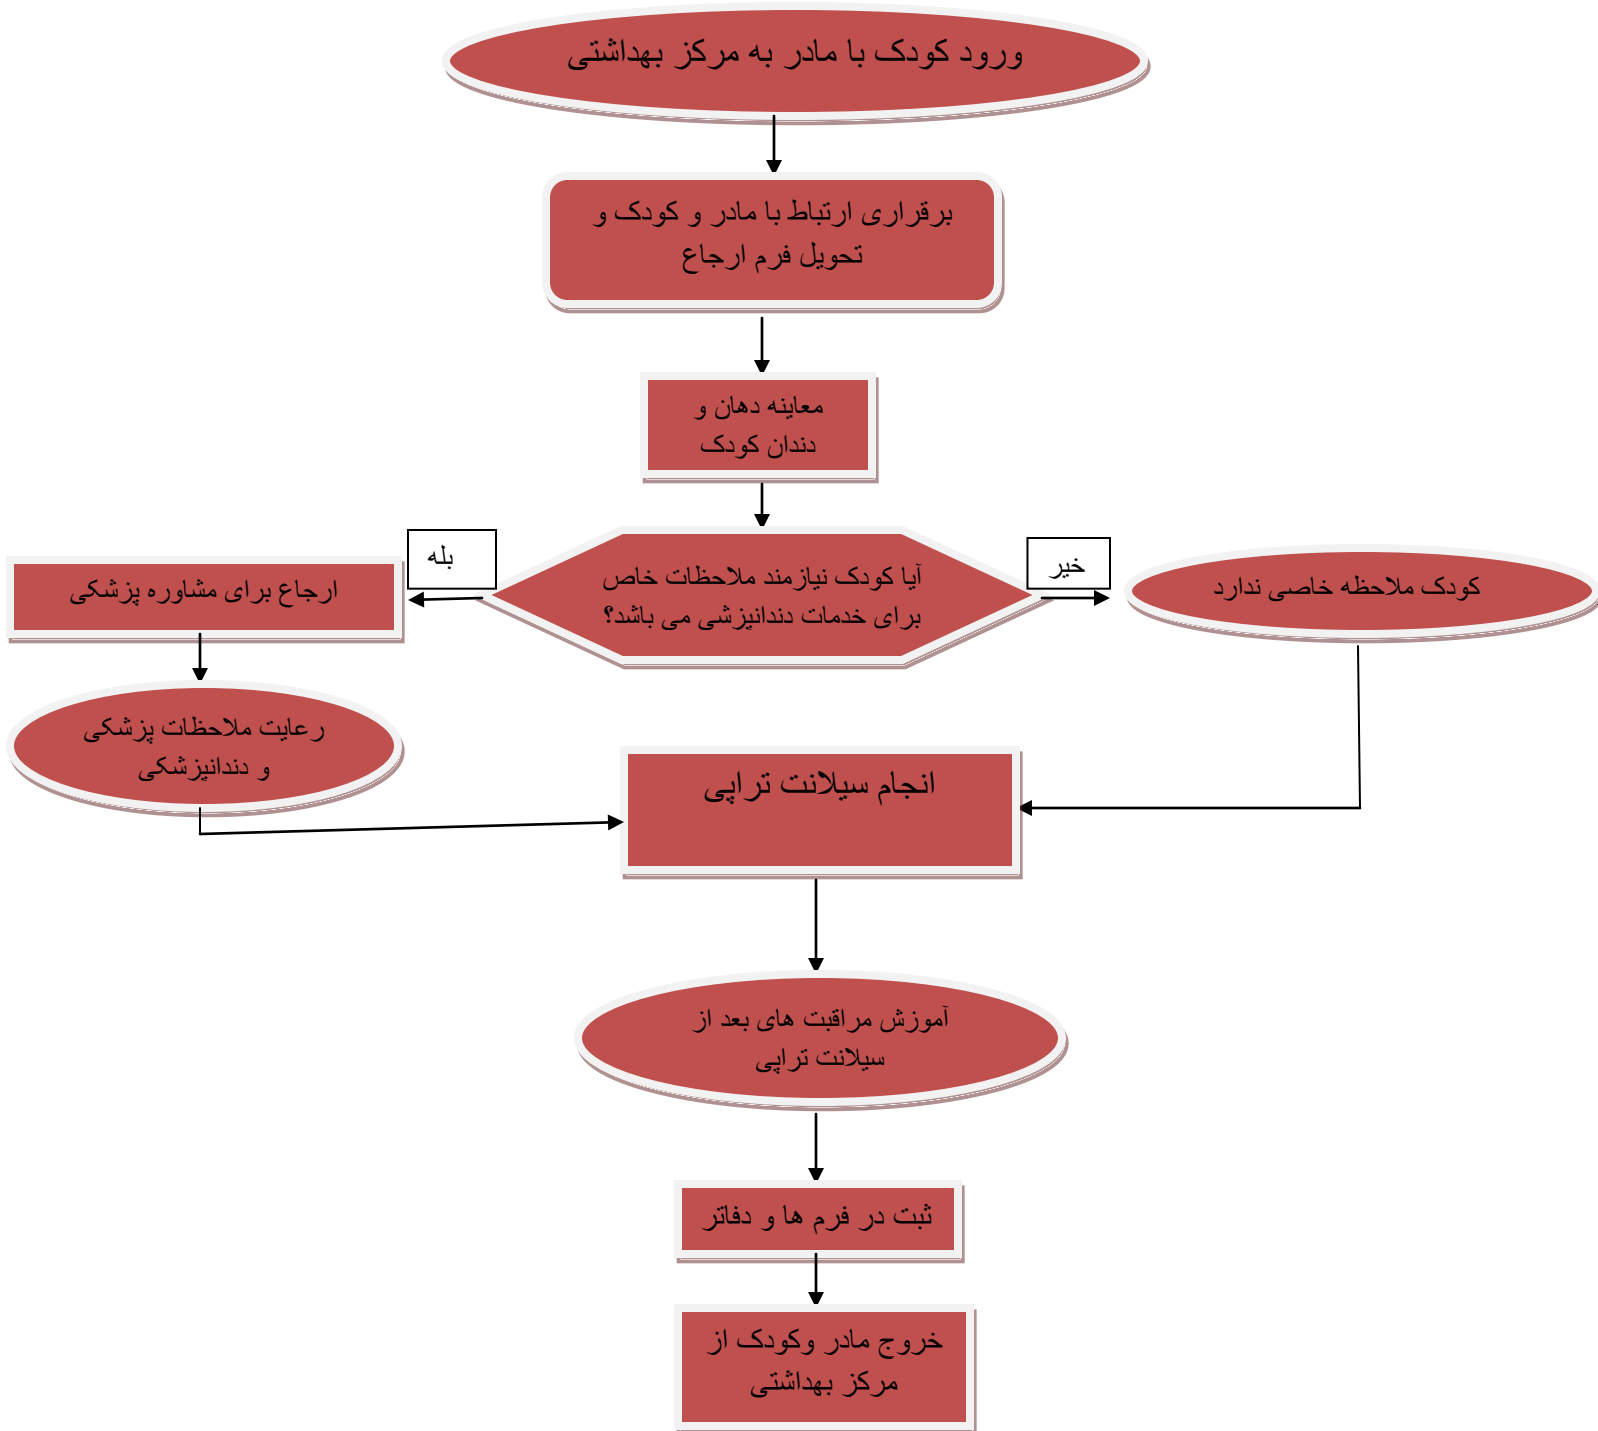 ورود کودک با مادر به مرکز بهداشتی
برقراری ارتباط با مادر و کودک و
تحویل فرم ارجاع
معاینه دهان و
دندان کودک
آیا کودک نیازمند ملاحظات خاص
برای خدمات دندانپزشی می باشد؟
خیر
کودک ملاحظه خاصی ندارد
بله
ارجاع برای مشاوره پزشکی
رعایت ملاحظات پزشکی
و دندانپزشکی
انجام سیلانت تراپی
آموزش مراقبت های بعد از
سیلانت تراپی
ثبت در فرم ها و دفاتر
خروج مادر وکودک از
مرکز بهداشتی